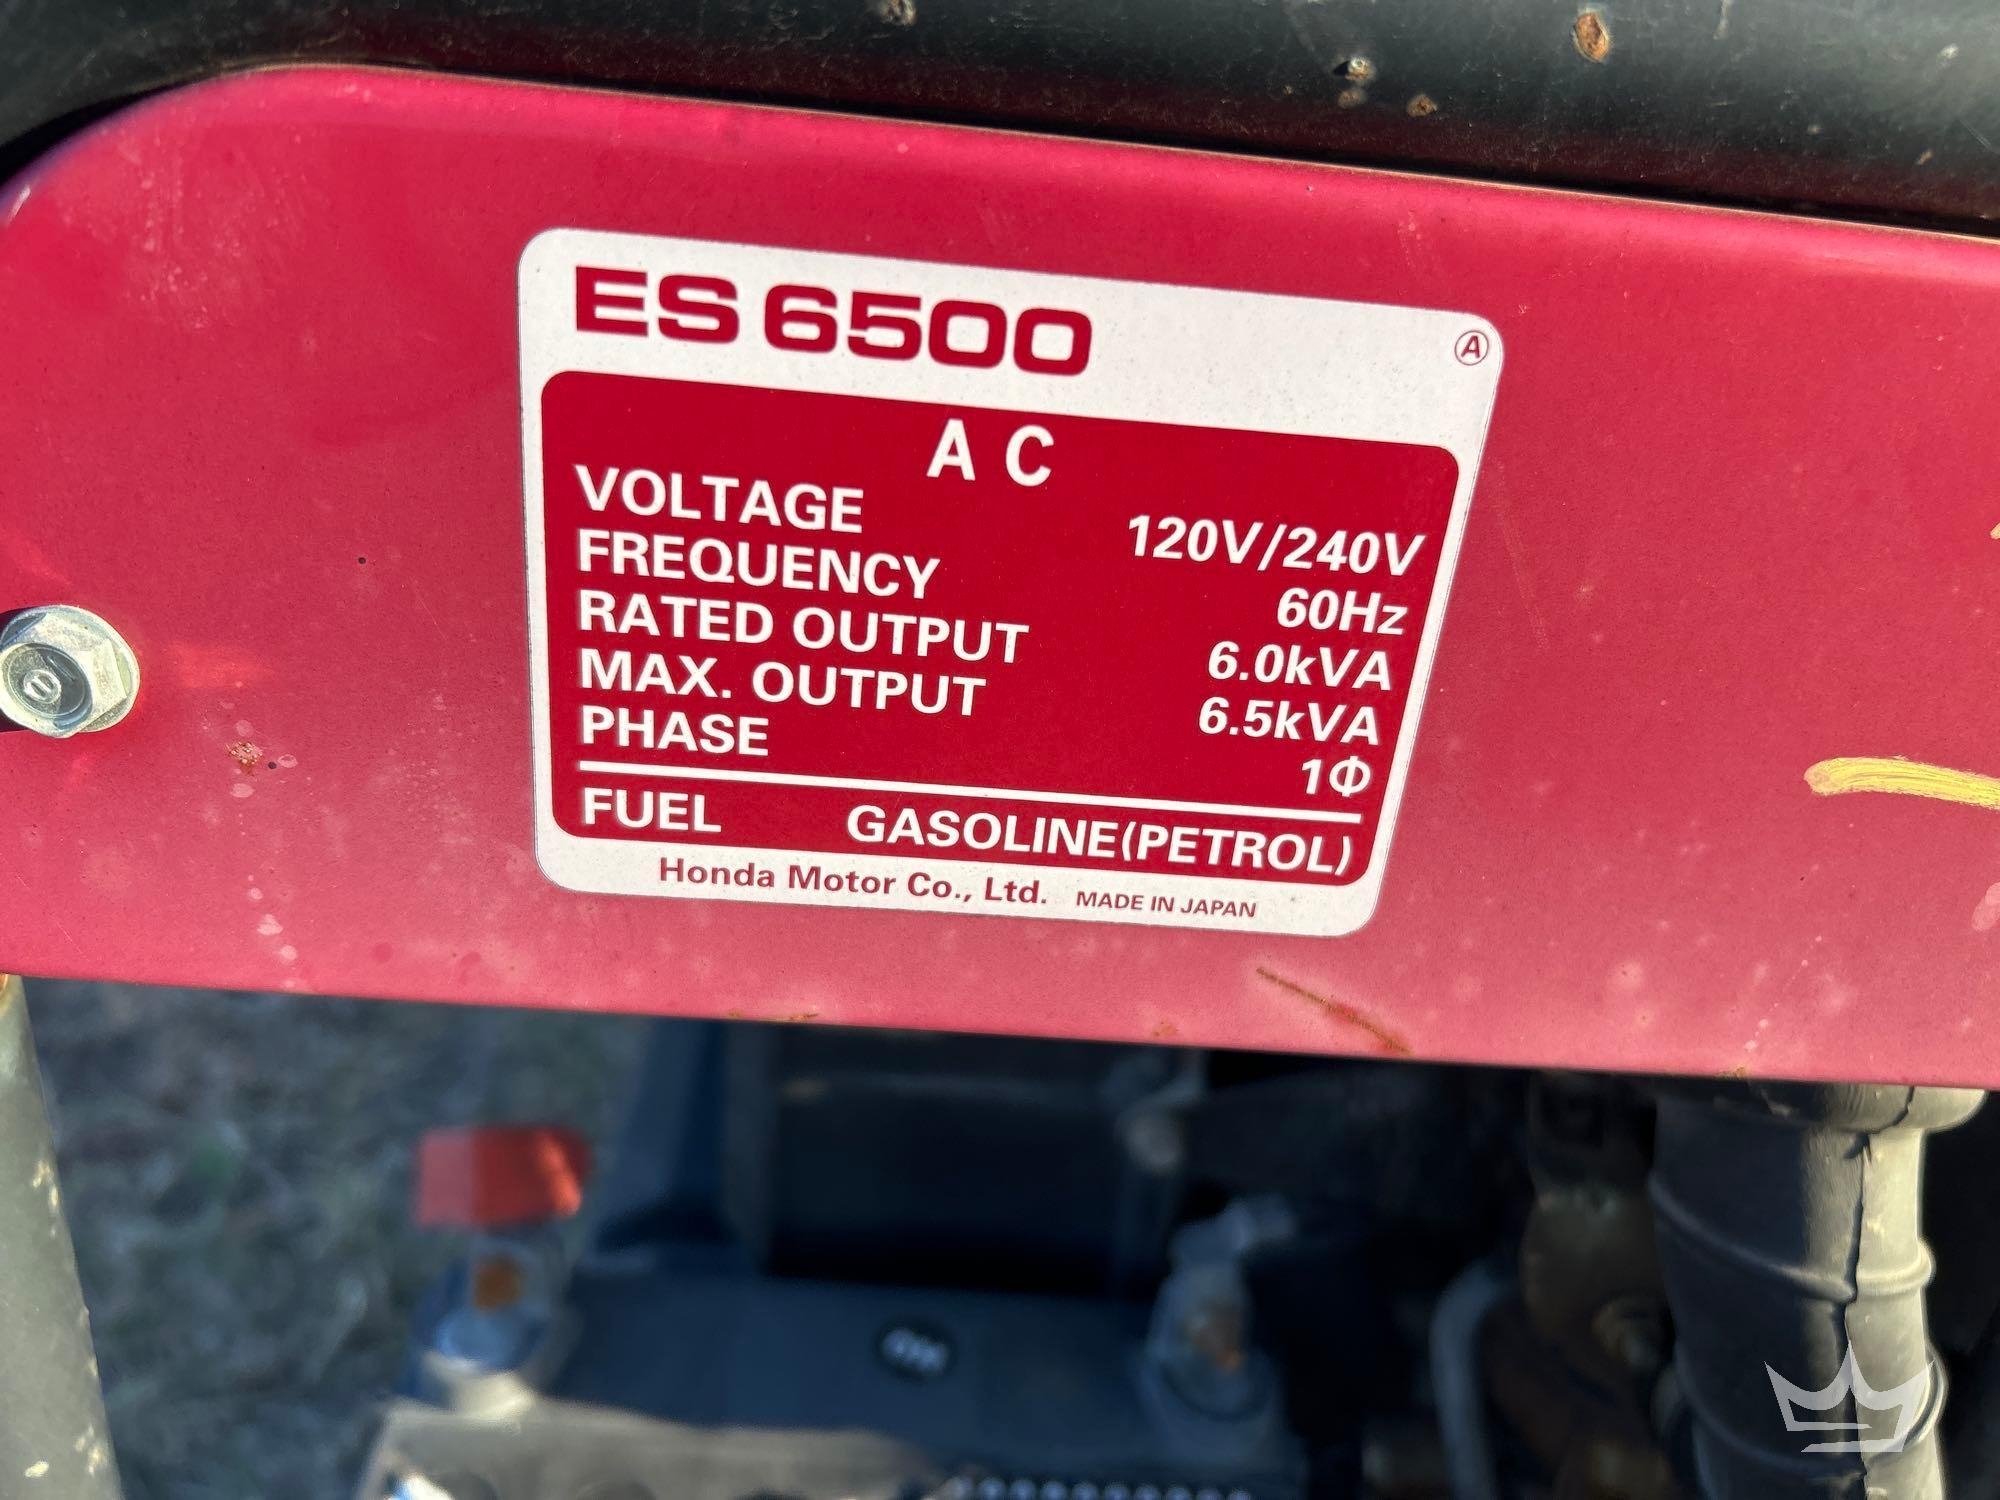 ES 6500
Ⓐ
A C
VOLTAGE 120V/240V
FREQUENCY 60Hz
RATED OUTPUT 6.0kVA
MAX. OUTPUT 6.5kVA
PHASE 1Φ
FUEL GASOLINE(PETROL)
Honda Motor Co., Ltd. MADE IN JAPAN